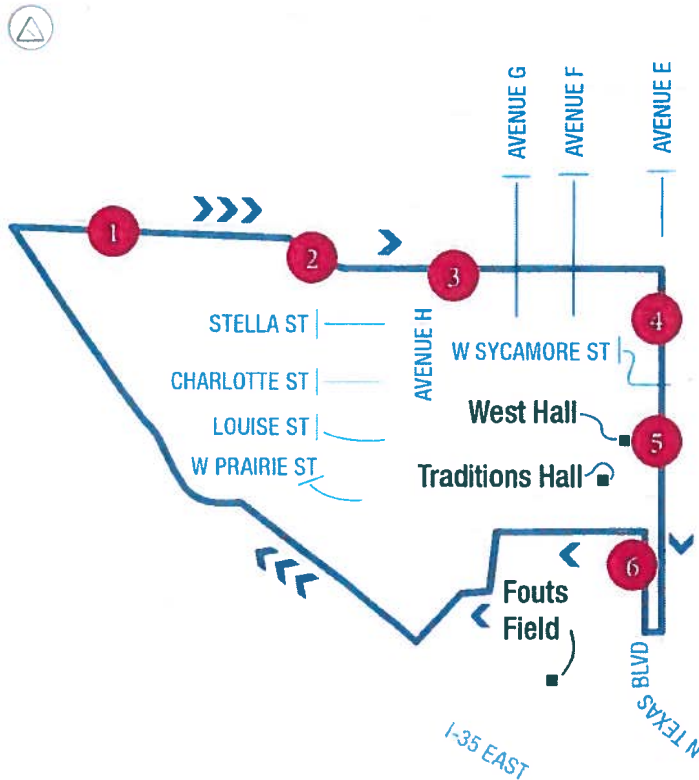 AVENUE G
AVENUE F
AVENUE E
1
2
3
4
STELLA ST
AVENUE H
W SYCAMORE ST
CHARLOTTE ST
West Hall
LOUISE ST
5
W PRAIRIE ST
Traditions Hall
6
Fouts
Field
N TEXAS BLVD
I-35 EAST